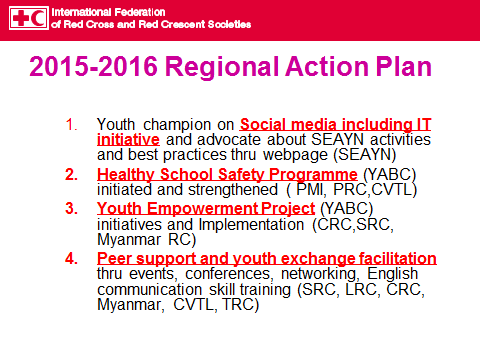 International Federation
of Red Cross and Red Crescent Societies
2015-2016 Regional Action Plan
1. Youth champion on Social media including IT
initiative and advocate about SEAYN activities
and best practices thru webpage (SEAYN)
2. Healthy School Safety Programme (YABC)
initiated and strengthened ( PMI, PRC,CVTL)
3. Youth Empowerment Project (YABC)
initiatives and Implementation (CRC,SRC,
Myanmar RC)
4. Peer support and youth exchange facilitation
thru events, conferences, networking, English
communication skill training (SRC, LRC, CRC,
Myanmar, CVTL, TRC)